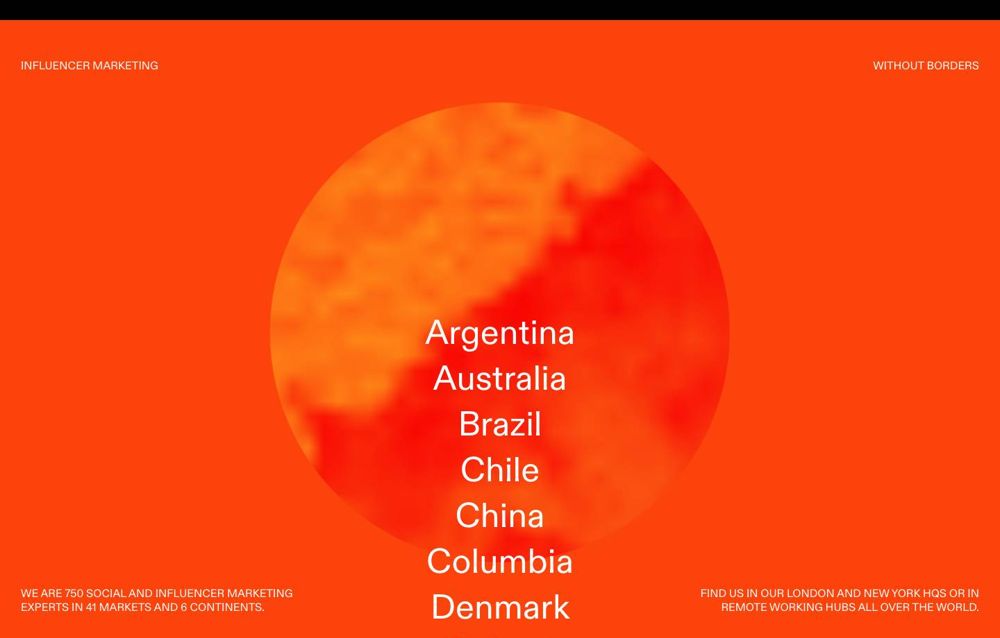 INFLUENCER MARKETING
WITHOUT BORDERS
Argentina
Australia
Brazil
Chile
China
Columbia
Denmark
WE ARE 750 SOCIAL AND INFLUENCER MARKETING
EXPERTS IN 41 MARKETS AND 6 CONTINENTS.
FIND US IN OUR LONDON AND NEW YORK HQS OR IN
REMOTE WORKING HUBS ALL OVER THE WORLD.